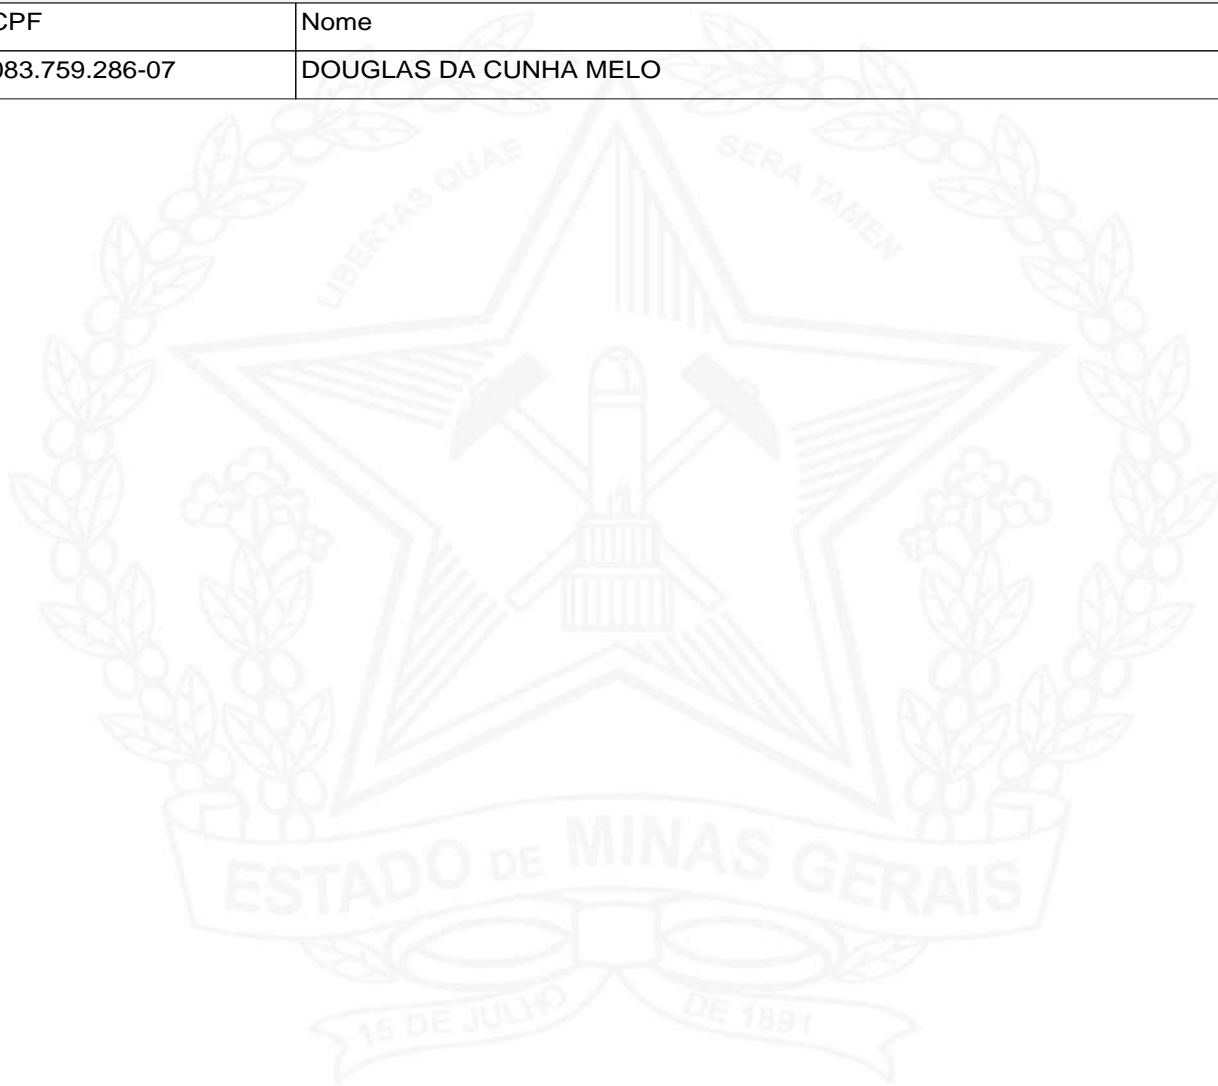 CPF Nome
083.759.286-07 DOUGLAS DA CUNHA MELO
LIBERTAS QUAE SERA TAMEN
ESTADO DE MINAS GERAIS
15 DE JULHO DE 1891